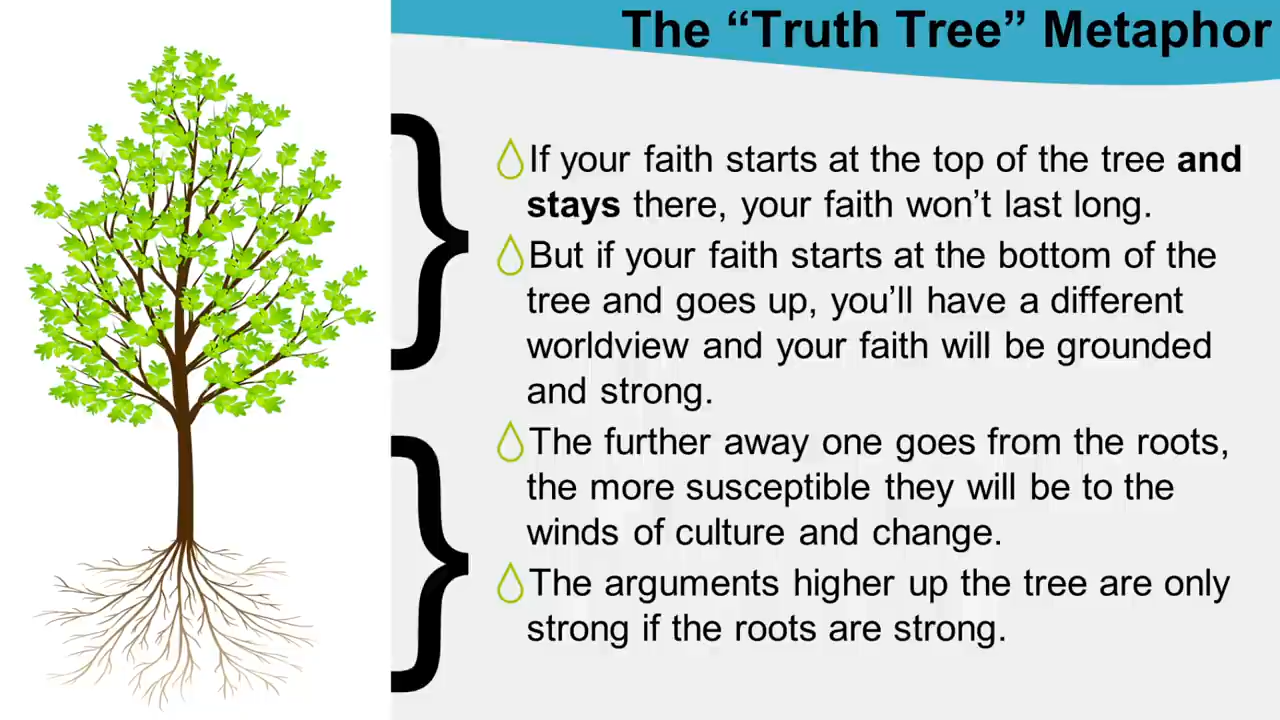 The “Truth Tree” Metaphor
If your faith starts at the top of the tree and
stays there, your faith won’t last long.
But if your faith starts at the bottom of the
tree and goes up, you’ll have a different
worldview and your faith will be grounded
and strong.
The further away one goes from the roots,
the more susceptible they will be to the
winds of culture and change.
The arguments higher up the tree are only
strong if the roots are strong.